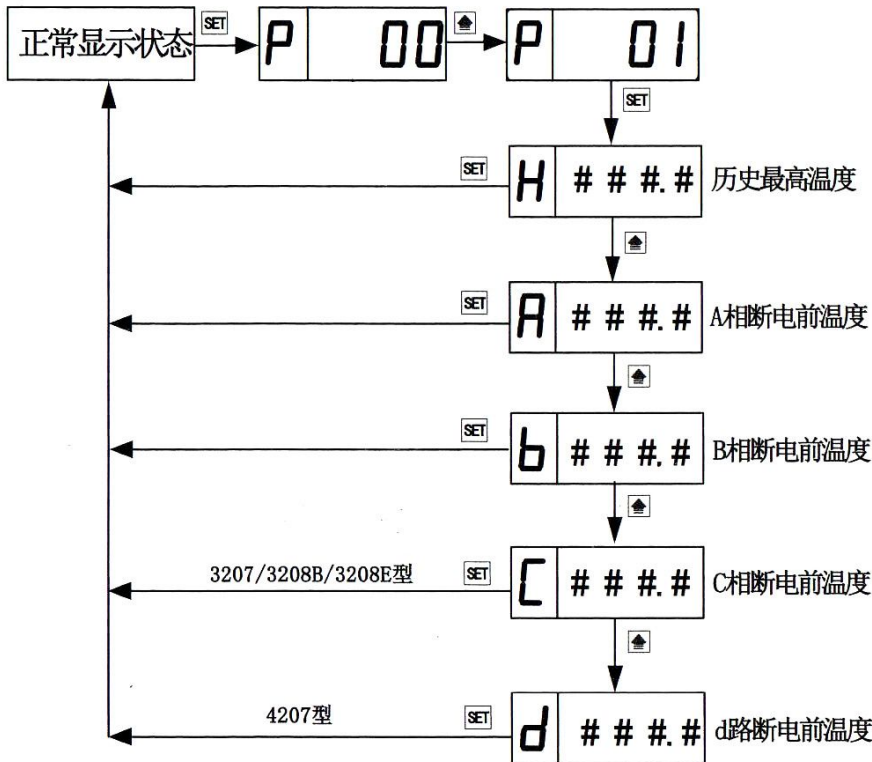 正常显示状态 SET P 00 P 01
SET
SET H ###.# 历史最高温度
SET A ###.# A相断电前温度
SET b ###.# B相断电前温度
3207/3208B/3208E型 SET C ###.# C相断电前温度
4207型 SET d ###.# d路断电前温度